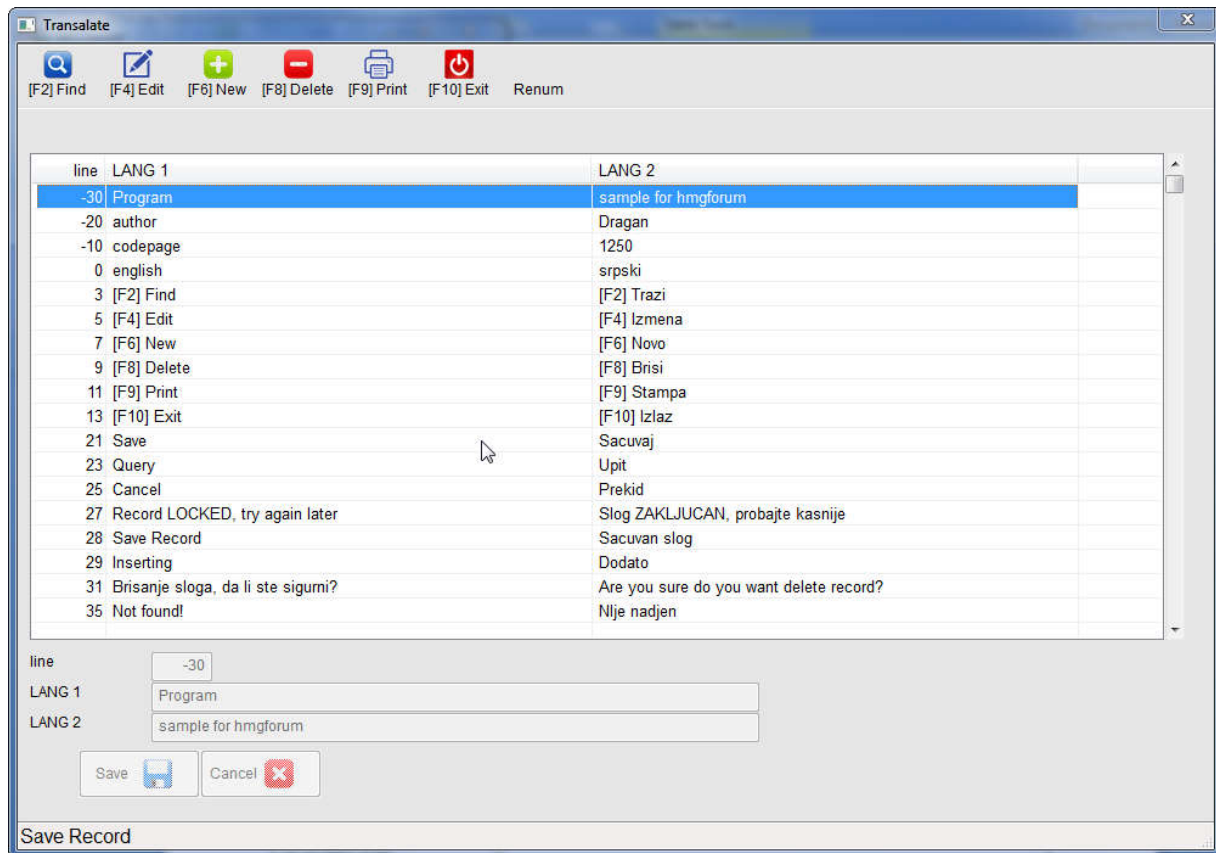 Transalate
[F2] Find [F4] Edit [F6] New [F8] Delete [F9] Print [F10] Exit Renum
line LANG 1 LANG 2
-30 Program sample for hmgforum
-20 author Dragan
-10 codepage 1250
0 english srpski
3 [F2] Find [F2] Trazi
5 [F4] Edit [F4] Izmena
7 [F6] New [F6] Novo
9 [F8] Delete [F8] Brisi
11 [F9] Print [F9] Stampa
13 [F10] Exit [F10] Izlaz
21 Save Sacuvaj
23 Query Upit
25 Cancel Prekid
27 Record LOCKED, try again later Slog ZAKLJUCAN, probajte kasnije
28 Save Record Sacuvan slog
29 Inserting Dodato
31 Brisanje sloga, da li ste sigurni? Are you sure do you want delete record?
35 Not found! NIje nadjen
line -30
LANG 1 Program
LANG 2 sample for hmgforum
Save Cancel
Save Record